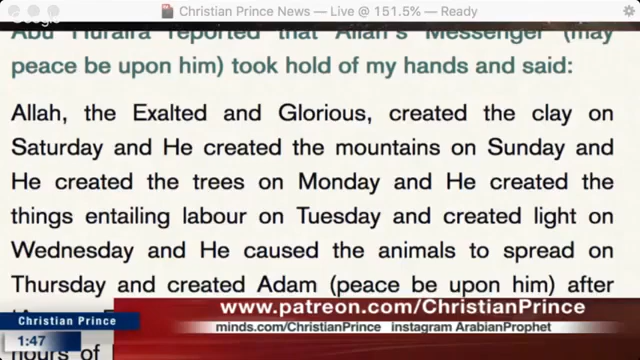 Christian Prince News — Live @ 151.5% — Ready
Abu Huraira reported that Allah's Messenger (may
peace be upon him) took hold of my hands and said:
Allah, the Exalted and Glorious, created the clay on
Saturday and He created the mountains on Sunday and
He created the trees on Monday and He created the
things entailing labour on Tuesday and created light on
Wednesday and He caused the animals to spread on
Thursday and created Adam (peace be upon him) after
www.patreon.com/ChristianPrince
Christian Prince
minds.com/ChristianPrince instagram ArabianProphet
1:47
hours of